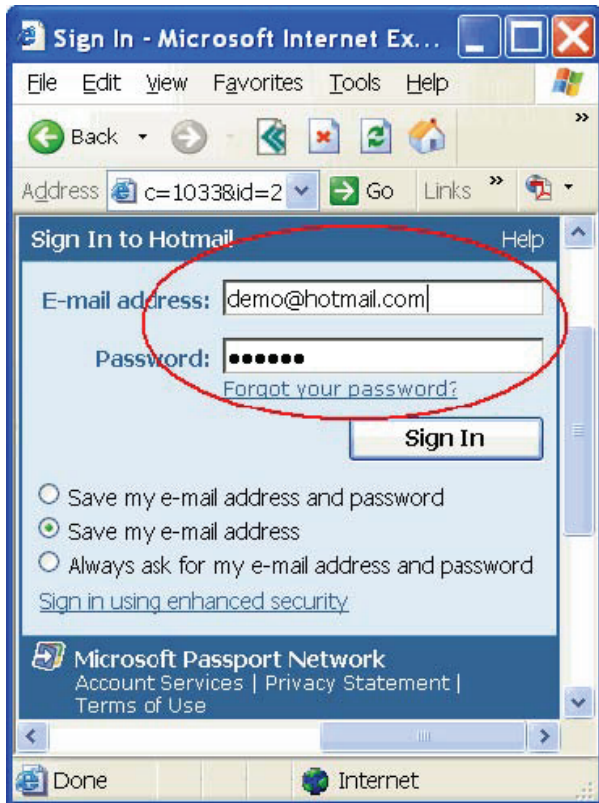 Sign In - Microsoft Internet Ex...
File Edit View Favorites Tools Help
Back
Address c=1033&id=2 Go Links
Sign In to Hotmail Help
E-mail address: demo@hotmail.com
Password: ●●●●●●
Forgot your password?
Sign In
Save my e-mail address and password
Save my e-mail address
Always ask for my e-mail address and password
Sign in using enhanced security
Microsoft Passport Network
Account Services | Privacy Statement |
Terms of Use
Done Internet